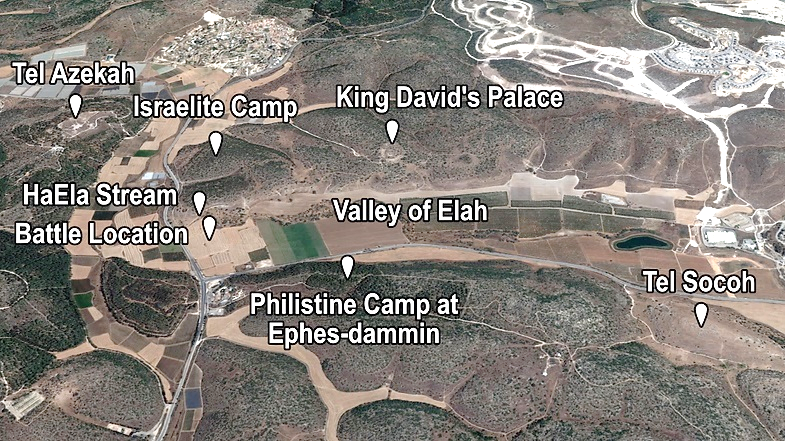 Tel Azekah
Israelite Camp
King David's Palace
HaEla Stream
Battle Location
Valley of Elah
Philistine Camp at
Ephes-dammin
Tel Socoh